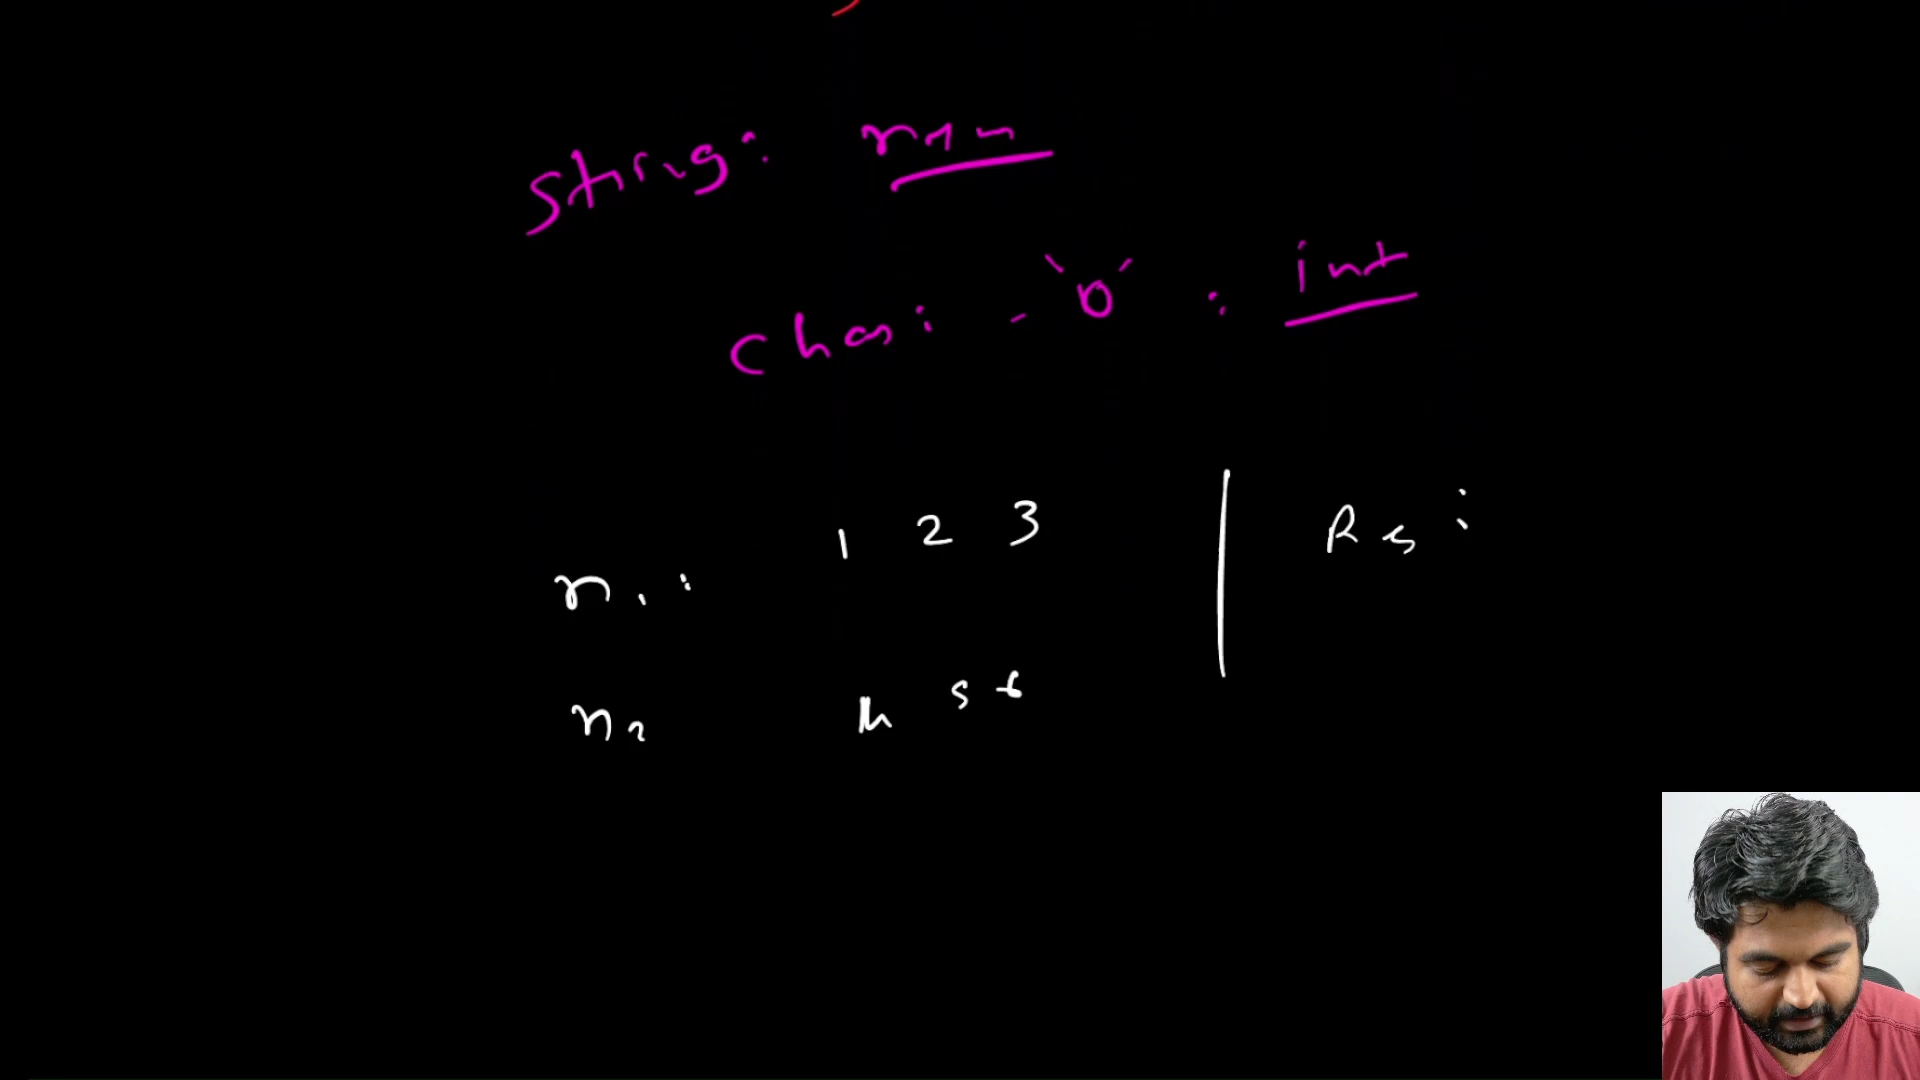 String: num
Char: - '0' : int
1 2 3
n1 :
Res :
n2 4 5 6